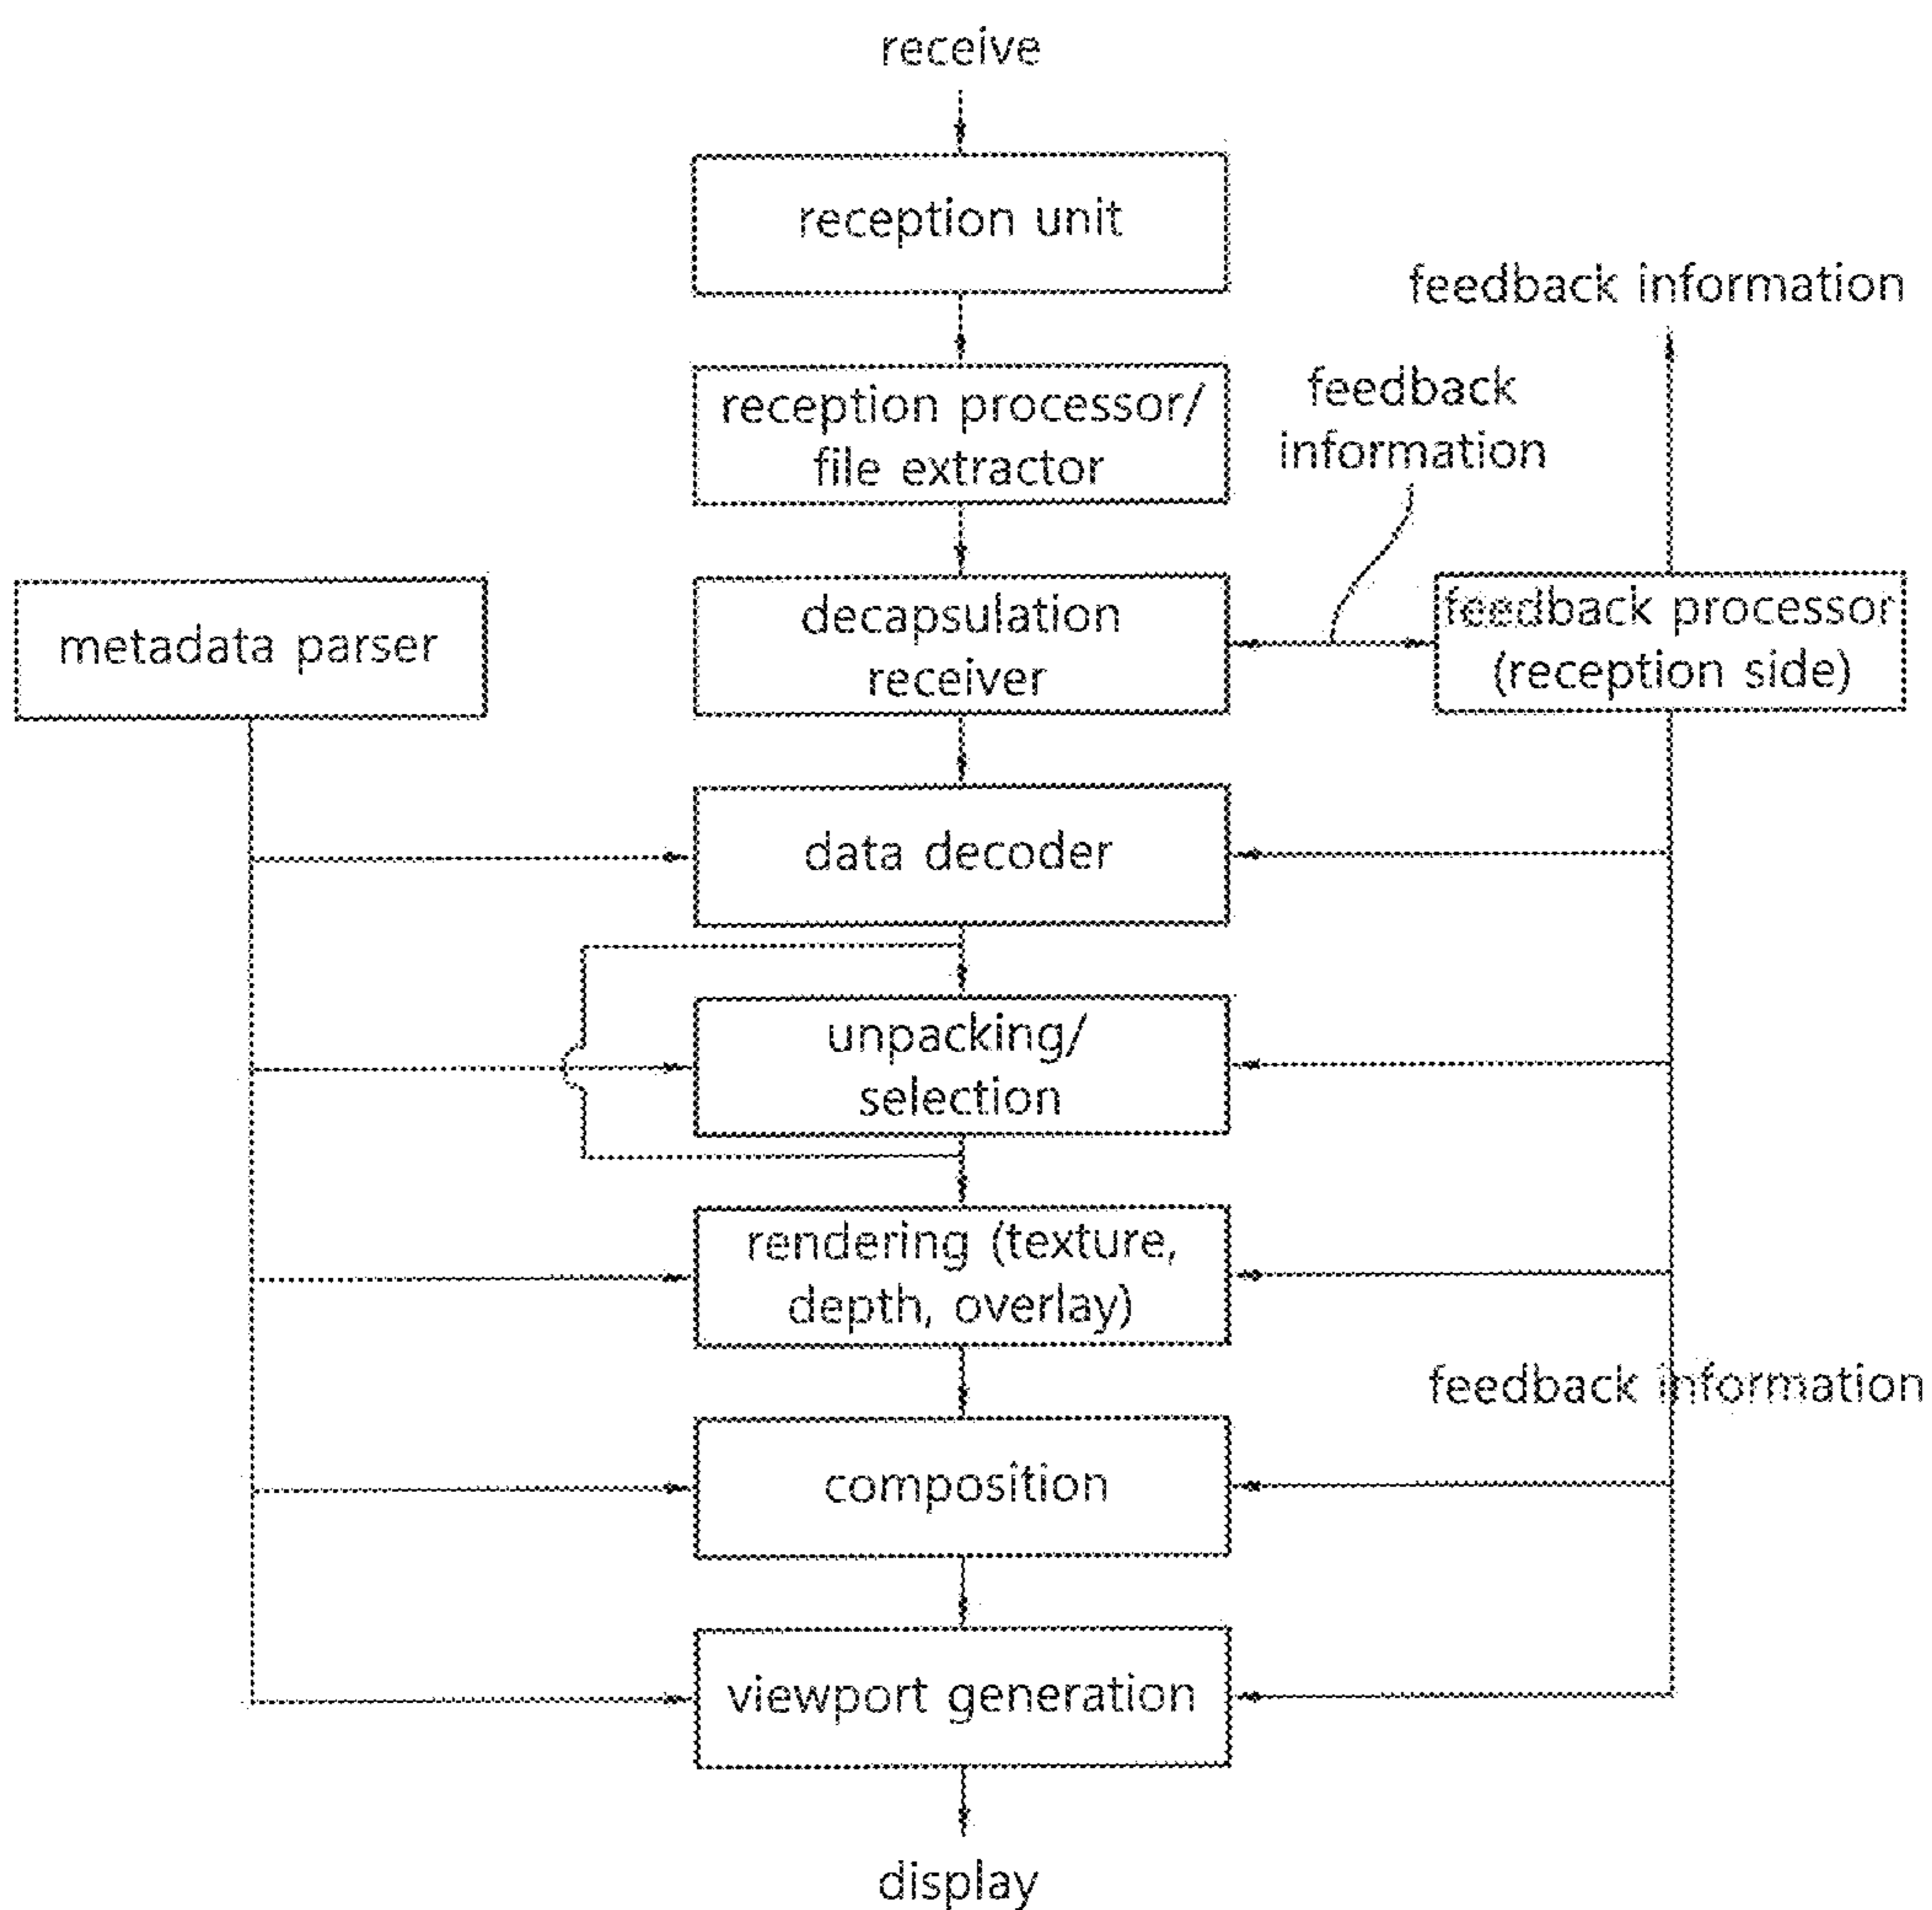 receive
reception unit
feedback information
reception processor/
file extractor
feedback
information
metadata parser
decapsulation
receiver
feedback processor
(reception side)
data decoder
unpacking/
selection
rendering (texture,
depth, overlay)
feedback information
composition
viewport generation
display